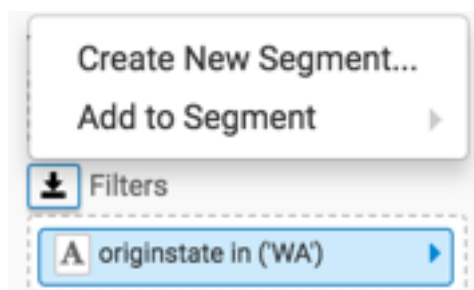 Create New Segment...
Add to Segment
Filters
A originstate in ('WA')